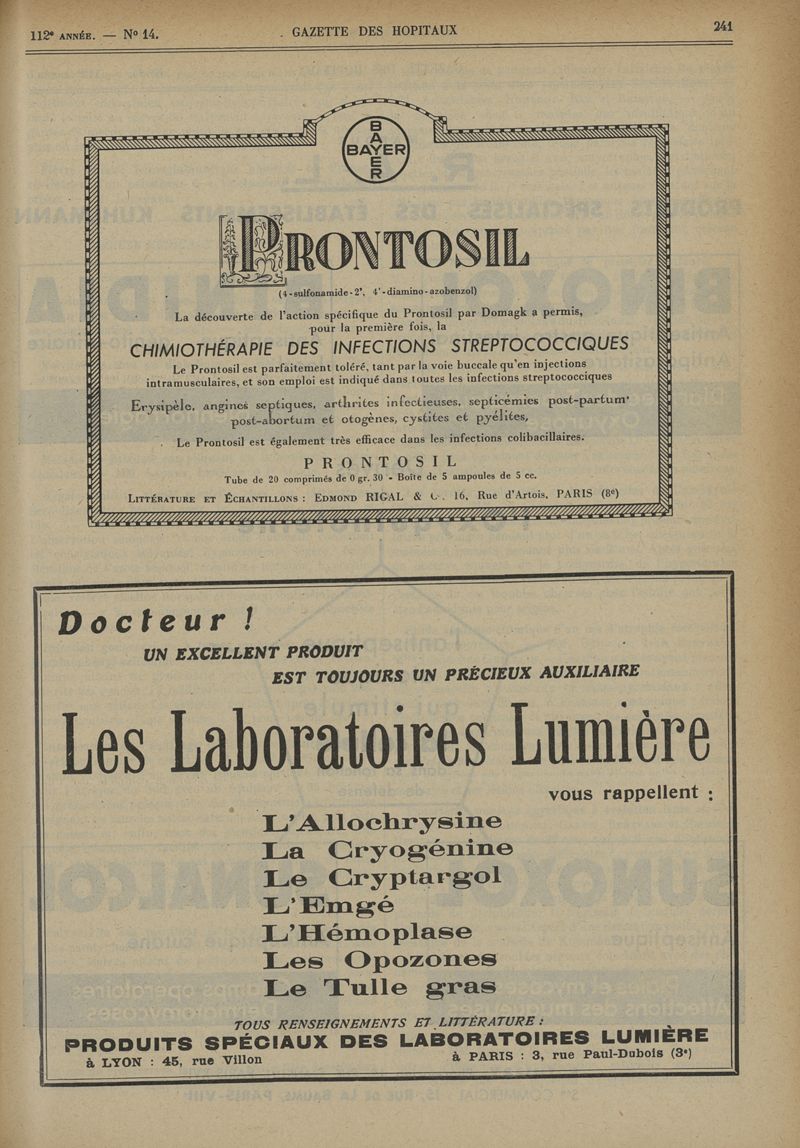 112e ANNÉE. — No 14.
GAZETTE DES HOPITAUX
241
BAYER
BAYER
PRONTOSIL
(4-sulfonamide-2', 4'-diamino-azobenzol)
La découverte de l'action spécifique du Prontosil par Domagk a permis,
pour la première fois, la
CHIMIOTHÉRAPIE DES INFECTIONS STREPTOCOCCIQUES
Le Prontosil est parfaitement toléré, tant par la voie buccale qu'en injections
intramusculaires, et son emploi est indiqué dans toutes les infections streptococciques
Erysipèle, angines septiques, arthrites infectieuses, septicémies post-partum'
post-abortum et otogènes, cystites et pyélites,
Le Prontosil est également très efficace dans les infections colibacillaires.
PRONTOSIL
Tube de 20 comprimés de 0 gr. 30 - Boîte de 5 ampoules de 5 cc.
LITTÉRATURE ET ÉCHANTILLONS : EDMOND RIGAL & 16, Rue d'Artois, PARIS (8e)
Docteur !
UN EXCELLENT PRODUIT
EST TOUJOURS UN PRÉCIEUX AUXILIAIRE
Les Laboratoires Lumière
vous rappellent :
L'Allochrysine
La Cryogénine
Le Cryptargol
L'Emgé
L'Hémoplase
Les Opozones
Le Tulle gras
TOUS RENSEIGNEMENTS ET LITTÉRATURE :
PRODUITS SPÉCIAUX DES LABORATOIRES LUMIÈRE
à LYON : 45, rue Villon
à PARIS : 3, rue Paul-Dubois (3e)